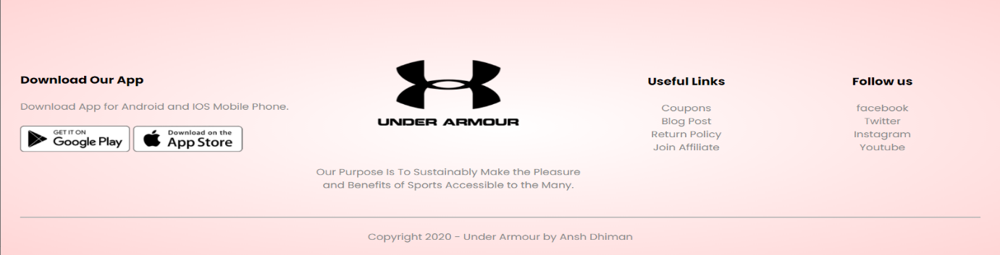 Download Our App
Download App for Android and IOS Mobile Phone.
GET IT ON
Google Play
Download on the
App Store
UNDER ARMOUR
Our Purpose Is To Sustainably Make the Pleasure
and Benefits of Sports Accessible to the Many.
Useful Links
Coupons
Blog Post
Return Policy
Join Affiliate
Follow us
facebook
Twitter
Instagram
Youtube
Copyright 2020 - Under Armour by Ansh Dhiman